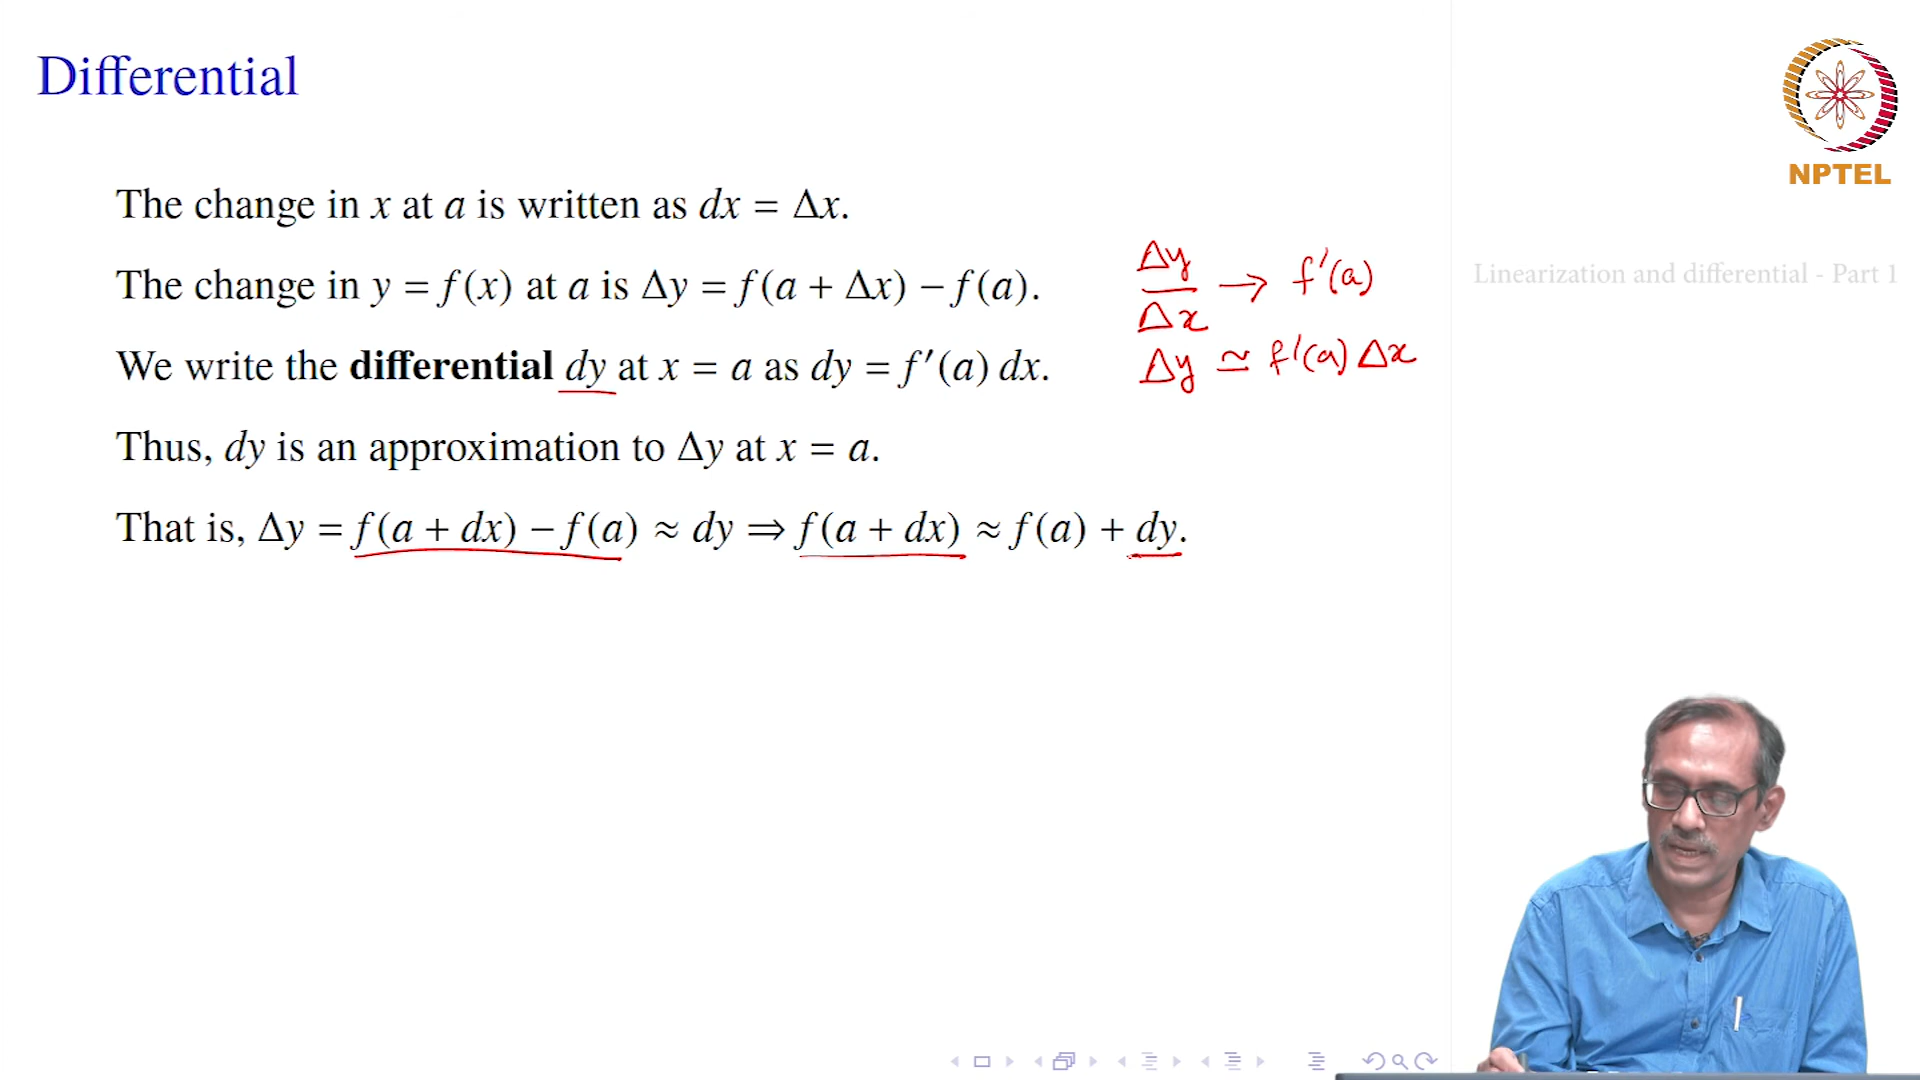 Differential
NPTEL
The change in x at a is written as dx = Δx.
The change in y = f(x) at a is Δy = f(a + Δx) − f(a).
Δy/Δx → f′(a)
Linearization and differential - Part 1
We write the differential dy at x = a as dy = f′(a) dx.
Δy ≃ f′(a) Δx
Thus, dy is an approximation to Δy at x = a.
That is, Δy = f(a + dx) − f(a) ≈ dy ⇒ f(a + dx) ≈ f(a) + dy.